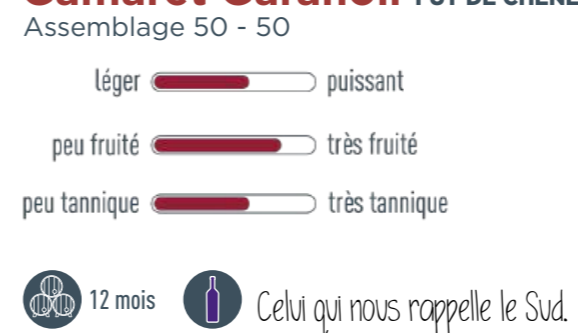 Assemblage 50 - 50
léger puissant
peu fruité très fruité
peu tannique très tannique
12 mois Celui qui nous rappelle le Sud.